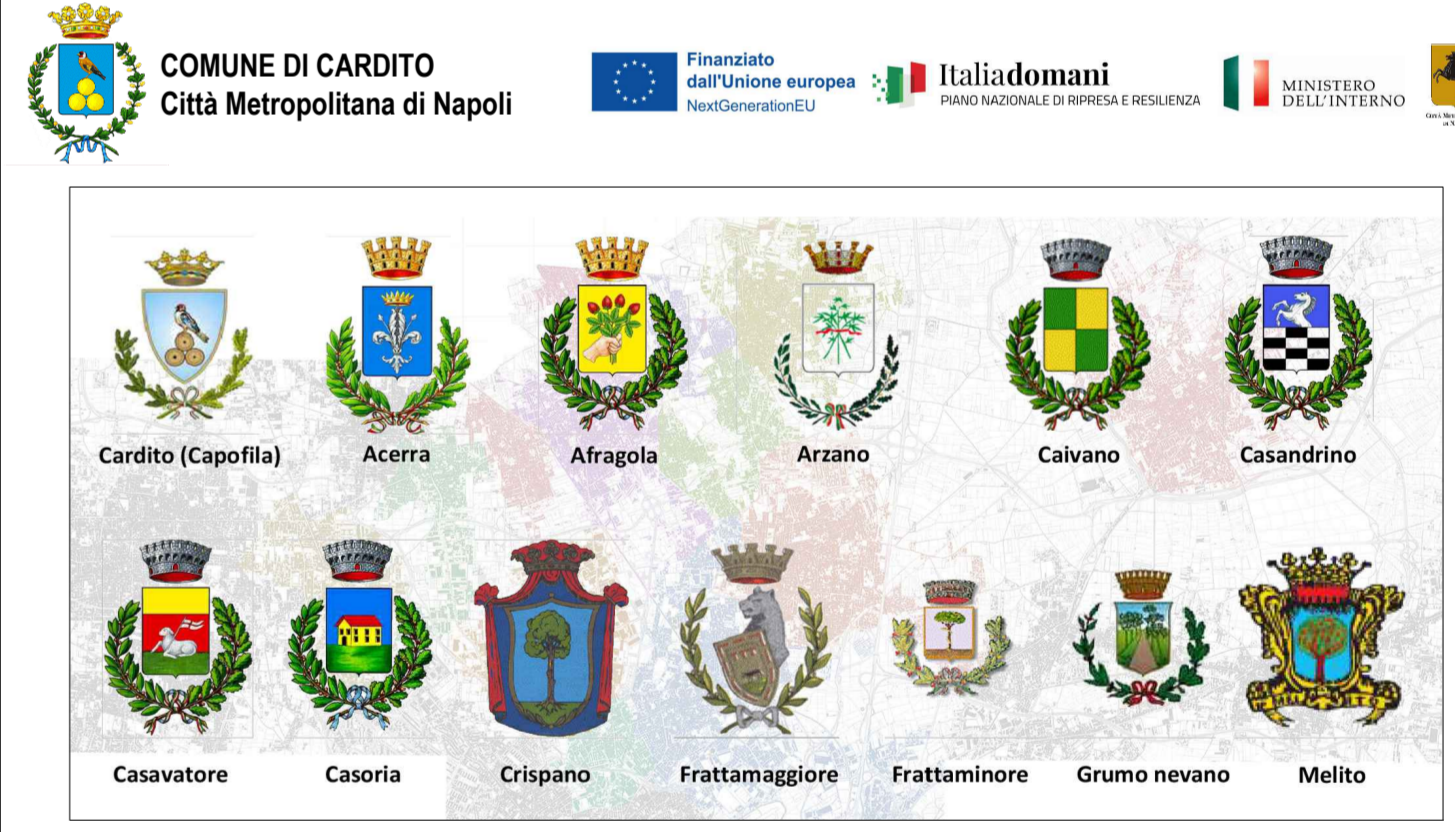 COMUNE DI CARDITO
Città Metropolitana di Napoli
Finanziato
dall'Unione europea
NextGenerationEU
Italiadomani
PIANO NAZIONALE DI RIPRESA E RESILIENZA
MINISTERO
DELL'INTERNO
Cardito (Capofila)
Acerra
Afragola
Arzano
Caivano
Casandrino
Casavatore
Casoria
Crispano
Frattamaggiore
Frattaminore
Grumo nevano
Melito